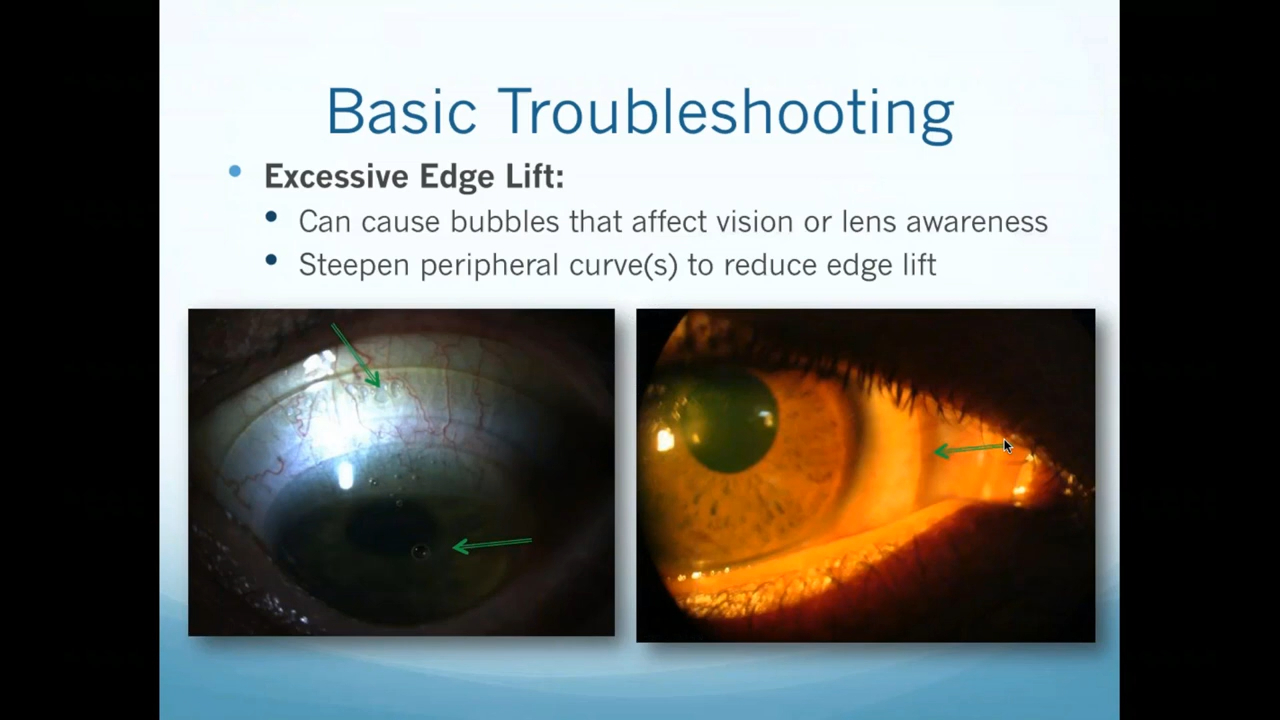 Basic Troubleshooting
Excessive Edge Lift:
Can cause bubbles that affect vision or lens awareness
Steepen peripheral curve(s) to reduce edge lift